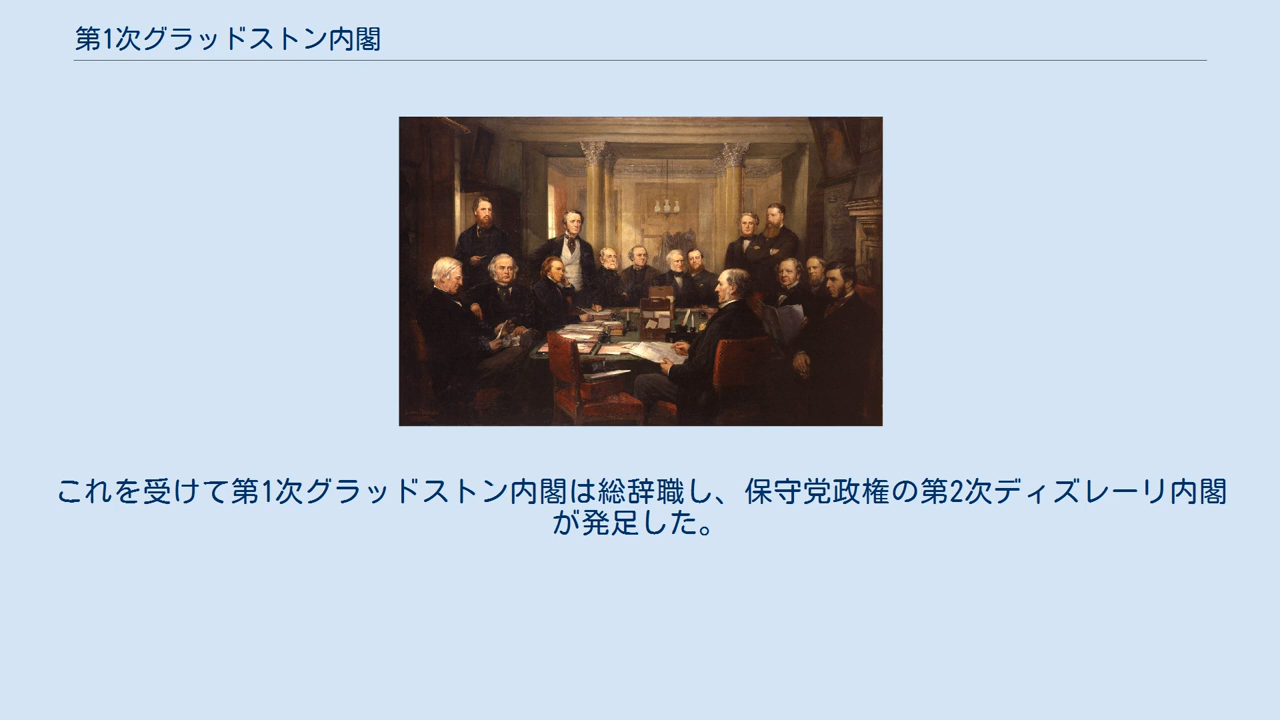 第1次グラッドストン内閣
これを受けて第1次グラッドストン内閣は総辞職し、保守党政権の第2次ディズレーリ内閣
が発足した。